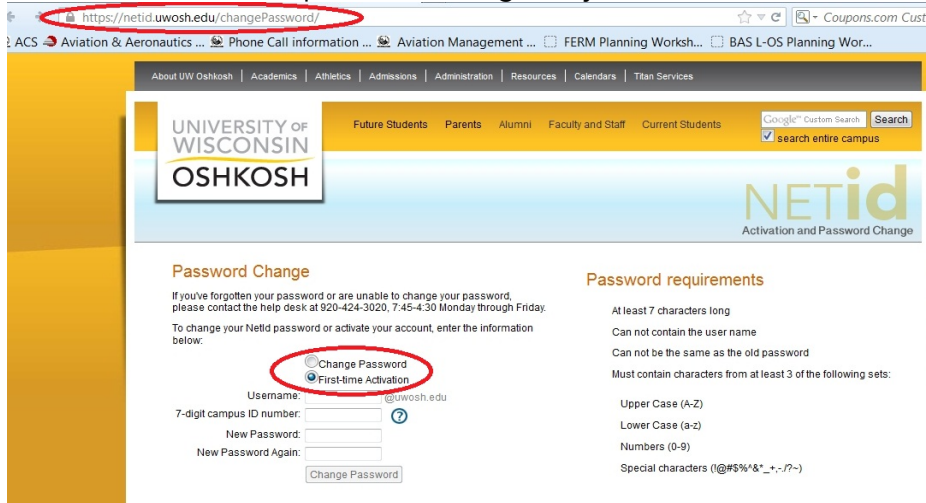 https://netid.uwosh.edu/changePassword/
Coupons.com Cust
ACS Aviation & Aeronautics ... Phone Call information ... Aviation Management ... FERM Planning Worksh... BAS L-OS Planning Wor...
About UW Oshkosh | Academics | Athletics | Admissions | Administration | Resources | Calendars | Titan Services
UNIVERSITY OF
WISCONSIN
OSHKOSH
Future Students Parents Alumni Faculty and Staff Current Students
Google™ Custom Search Search
search entire campus
NETid
Activation and Password Change
Password Change
If you've forgotten your password or are unable to change your password,
please contact the help desk at 920-424-3020, 7:45-4:30 Monday through Friday.
To change your NetId password or activate your account, enter the information
below:
Change Password
First-time Activation
Username: @uwosh.edu
7-digit campus ID number: ?
New Password:
New Password Again:
Change Password
Password requirements
At least 7 characters long
Can not contain the user name
Can not be the same as the old password
Must contain characters from at least 3 of the following sets:
Upper Case (A-Z)
Lower Case (a-z)
Numbers (0-9)
Special characters (!@#$%^&*_+,-./?~)